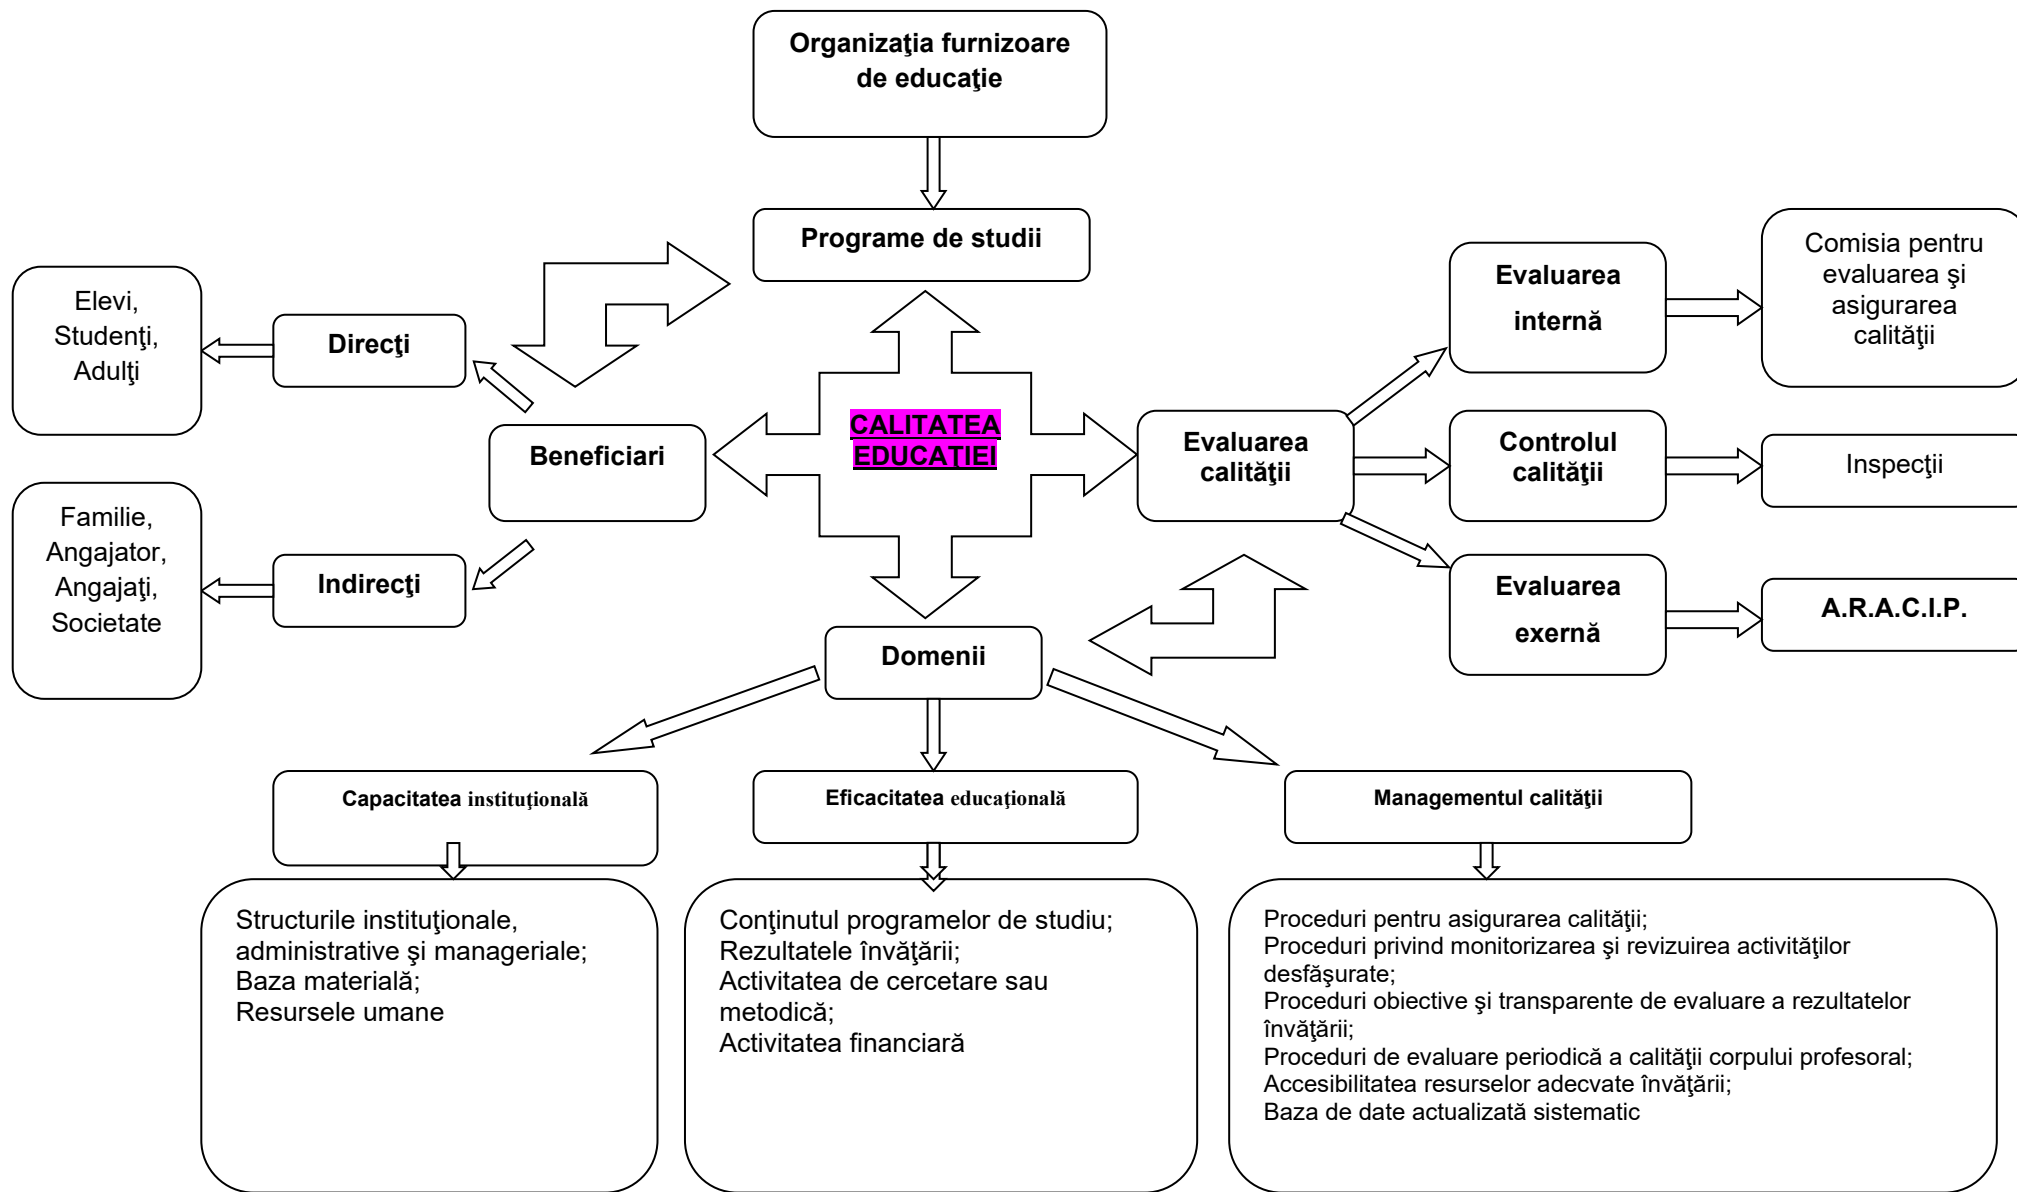 Organizaţia furnizoare
de educaţie
Programe de studii
Elevi,
Studenţi,
Adulţi
Direcţi
Beneficiari
Familie,
Angajator,
Angajaţi,
Societate
Indirecţi
CALITATEA
EDUCAŢIEI
Evaluarea
calităţii
Evaluarea
internă
Comisia pentru
evaluarea şi
asigurarea
calităţii
Controlul
calităţii
Inspecţii
Evaluarea
exernă
A.R.A.C.I.P.
Domenii
Capacitatea instituţională
Eficacitatea educaţională
Managementul calităţii
Structurile instituţionale,
administrative şi manageriale;
Baza materială;
Resursele umane
Conţinutul programelor de studiu;
Rezultatele învăţării;
Activitatea de cercetare sau
metodică;
Activitatea financiară
Proceduri pentru asigurarea calităţii;
Proceduri privind monitorizarea şi revizuirea activităţilor
desfăşurate;
Proceduri obiective şi transparente de evaluare a rezultatelor
învăţării;
Proceduri de evaluare periodică a calităţii corpului profesoral;
Accesibilitatea resurselor adecvate învăţării;
Baza de date actualizată sistematic